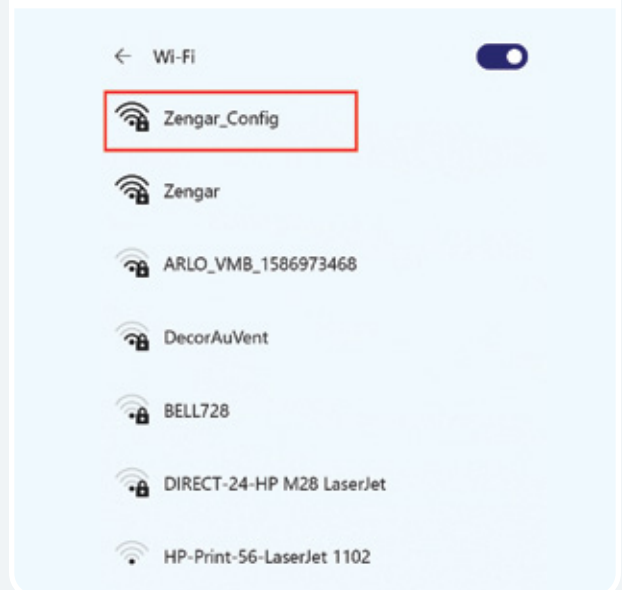 Wi-Fi
Zengar_Config
Zengar
ARLO_VMB_1586973468
DecorAuVent
BELL728
DIRECT-24-HP M28 LaserJet
HP-Print-56-LaserJet 1102